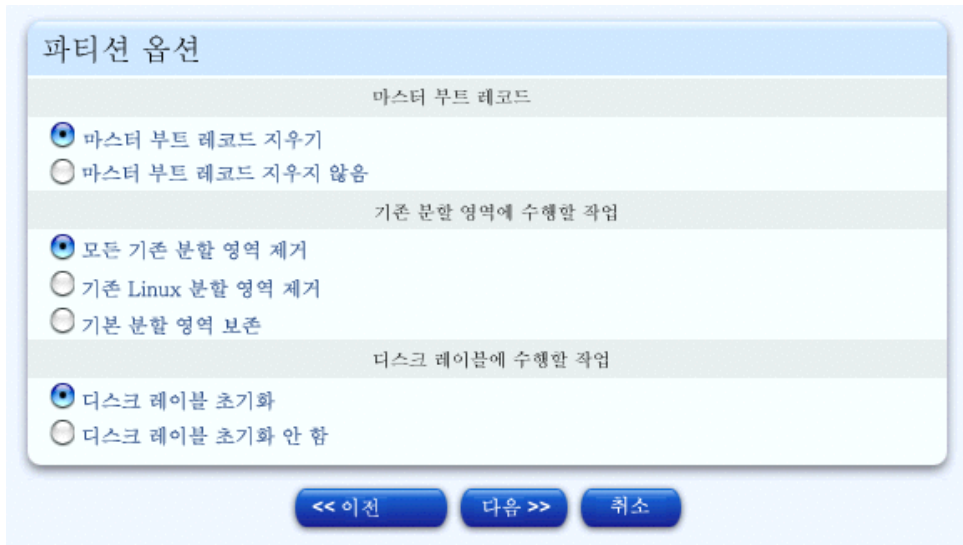 파티션 옵션
마스터 부트 레코드
마스터 부트 레코드 지우기
마스터 부트 레코드 지우지 않음
기존 분할 영역에 수행할 작업
모든 기존 분할 영역 제거
기존 Linux 분할 영역 제거
기본 분할 영역 보존
디스크 레이블에 수행할 작업
디스크 레이블 초기화
디스크 레이블 초기화 안 함
<< 이전 다음 >> 취소